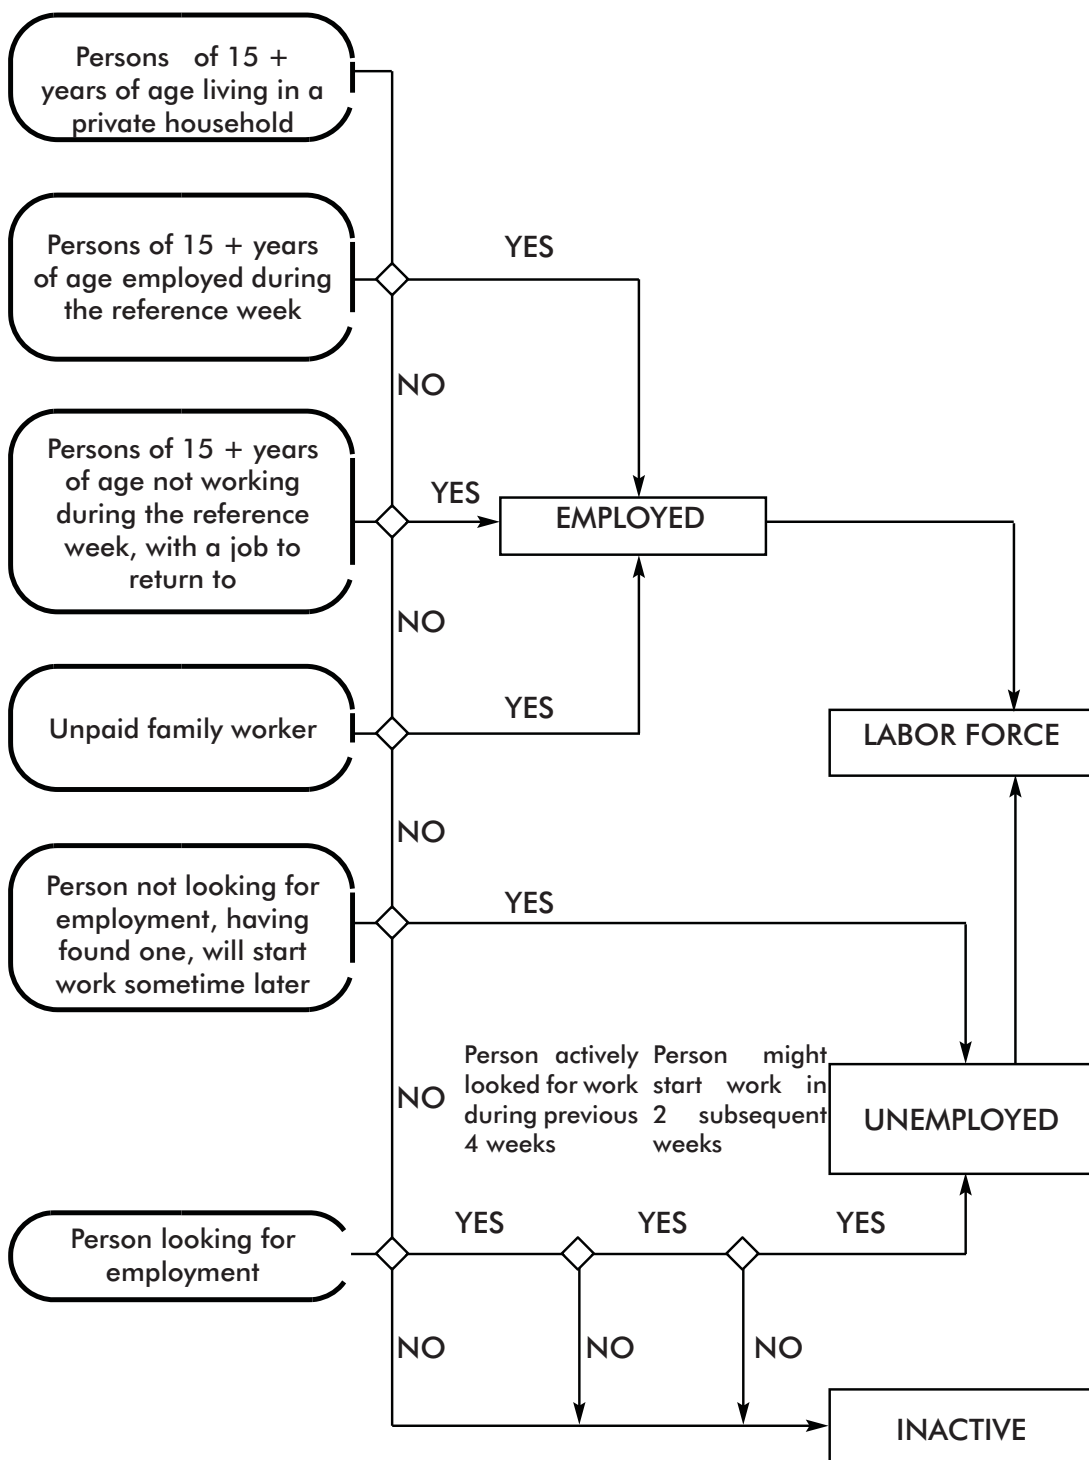 Persons of 15 +
years of age living in a
private household
Persons of 15 + years
of age employed during
the reference week
YES
NO
Persons of 15 + years
of age not working
during the reference
week, with a job to
return to
YES
EMPLOYED
NO
Unpaid family worker
YES
LABOR FORCE
NO
Person not looking for
employment, having
found one, will start
work sometime later
YES
NO
Person actively
looked for work
during previous
4 weeks
Person might
start work in
2 subsequent
weeks
UNEMPLOYED
Person looking for
employment
YES
YES
YES
NO
NO
NO
INACTIVE